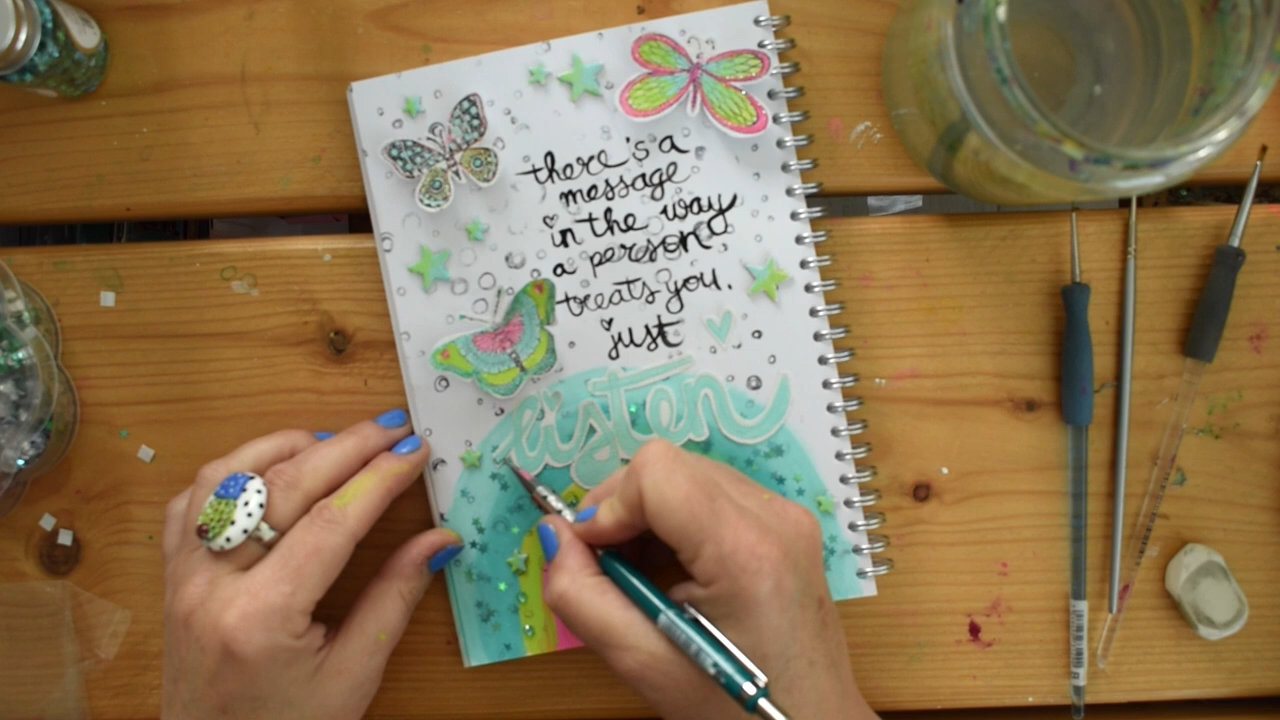 there's a
message
in the way
a person
treats you.
just
listen